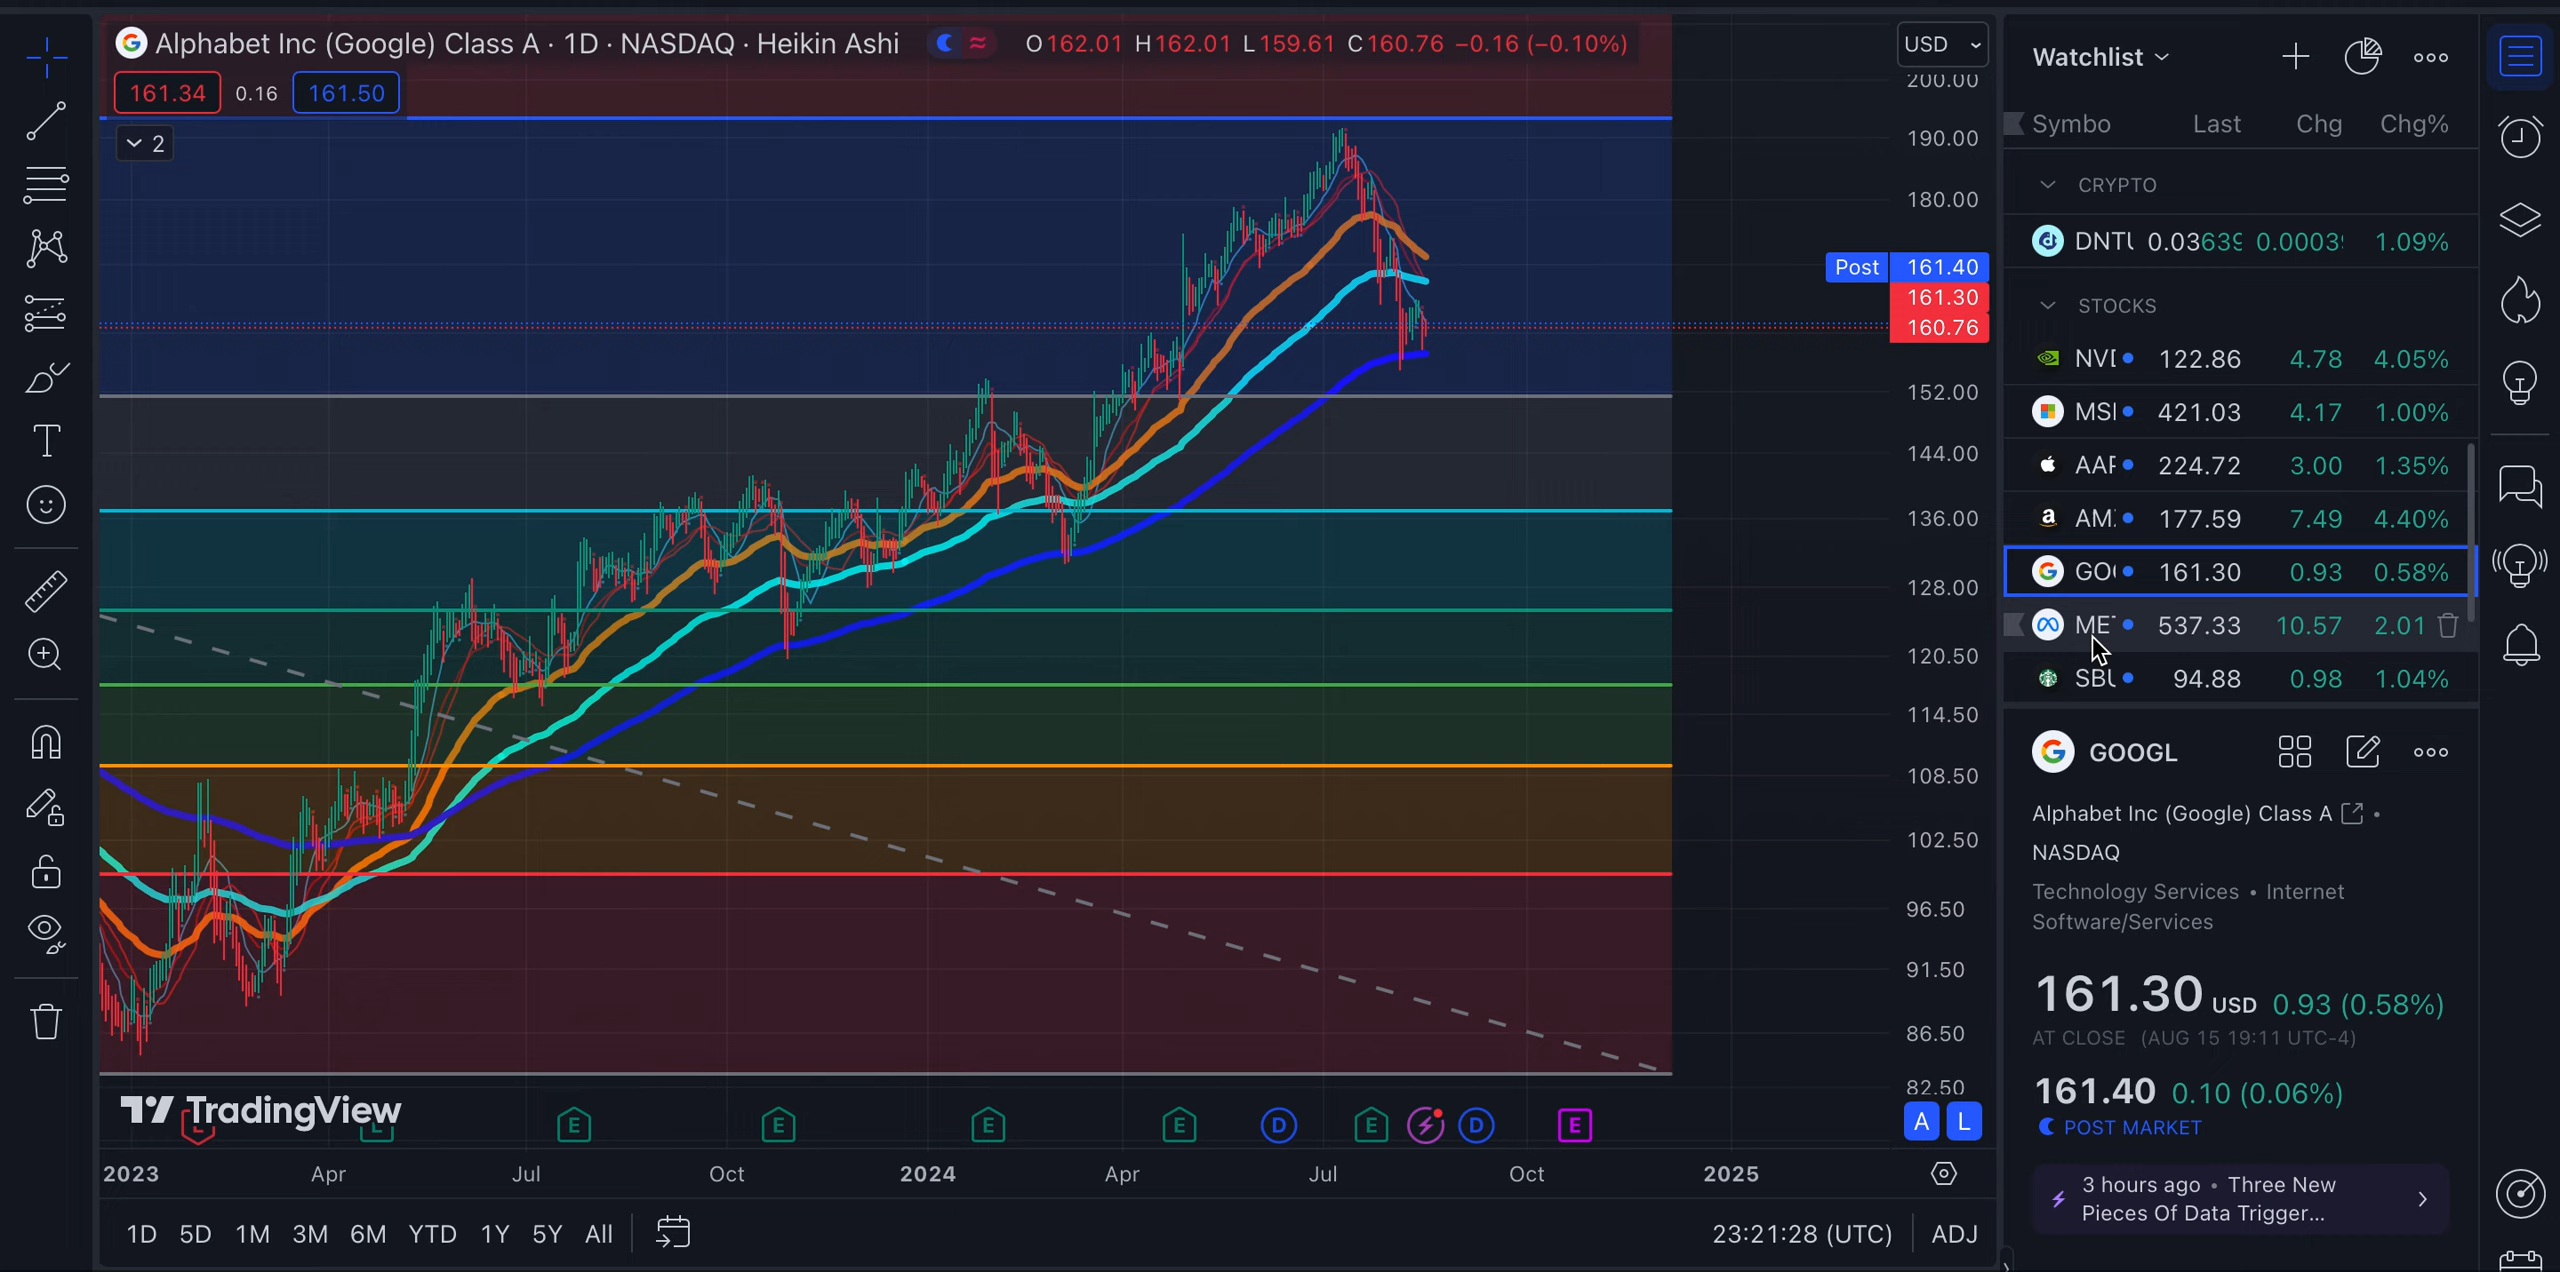 Alphabet Inc (Google) Class A · 1D · NASDAQ · Heikin Ashi O162.01 H162.01 L159.61 C160.76 −0.16 (−0.10%)
161.34 0.16 161.50
2
USD
200.00
190.00
180.00
Post 161.40
161.30
160.76
152.00
144.00
136.00
128.00
120.50
114.50
108.50
102.50
96.50
91.50
86.50
82.50
A L
TradingView
E E E E D E D E
2023 Apr Jul Oct 2024 Apr Jul Oct 2025
1D 5D 1M 3M 6M YTD 1Y 5Y All
23:21:28 (UTC) ADJ
Watchlist
Symbo Last Chg Chg%
CRYPTO
DNT 0.03639 0.0003 1.09%
STOCKS
NV 122.86 4.78 4.05%
MS 421.03 4.17 1.00%
AA 224.72 3.00 1.35%
AM 177.59 7.49 4.40%
GO 161.30 0.93 0.58%
ME 537.33 10.57 2.01
SB 94.88 0.98 1.04%
GOOGL
Alphabet Inc (Google) Class A •
NASDAQ
Technology Services • Internet
Software/Services
161.30 USD 0.93 (0.58%)
AT CLOSE (AUG 15 19:11 UTC-4)
161.40 0.10 (0.06%)
POST MARKET
3 hours ago • Three New
Pieces Of Data Trigger...